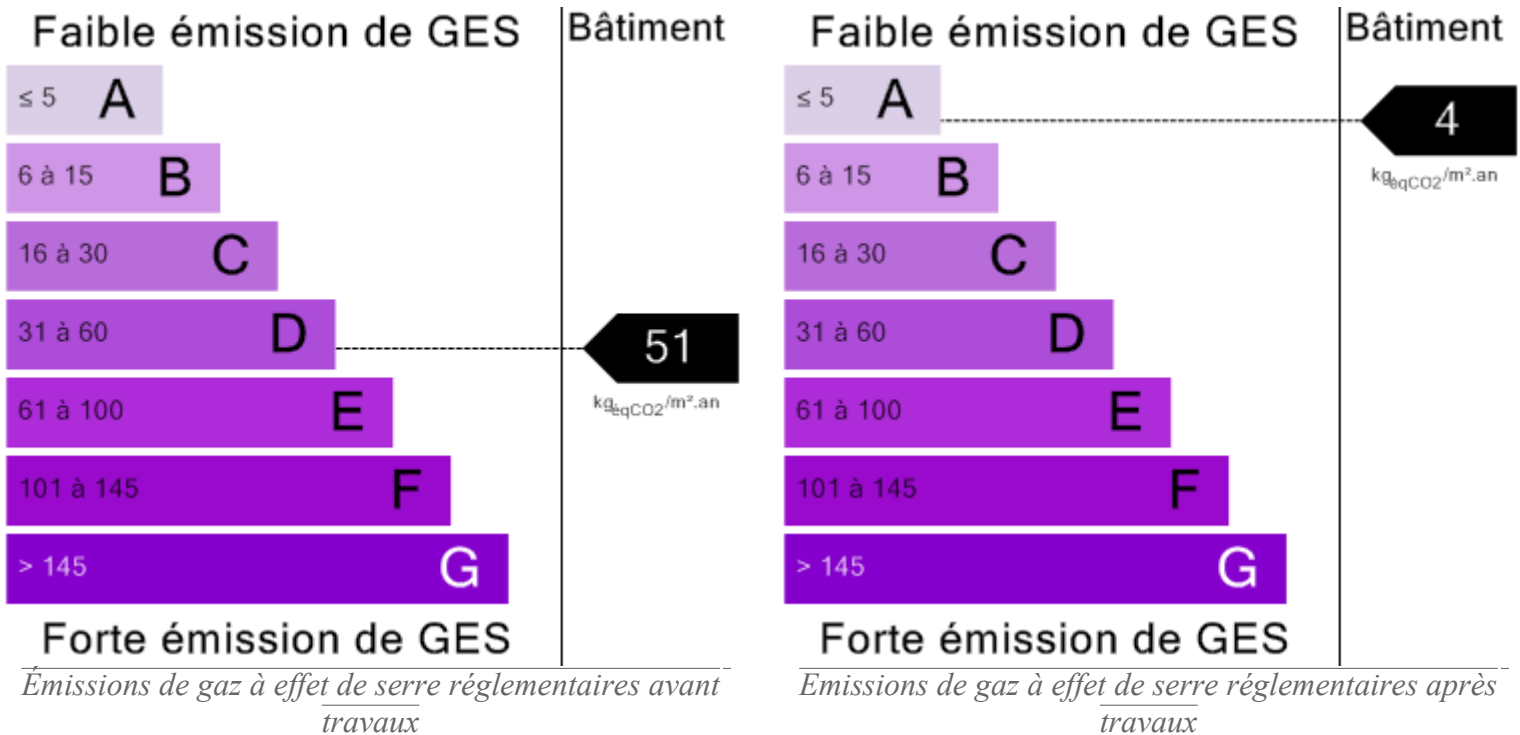 Faible émission de GES
Bâtiment
≤ 5 A
6 à 15 B
16 à 30 C
31 à 60 D
51
kgéqCO2/m².an
61 à 100 E
101 à 145 F
> 145 G
Forte émission de GES
Émissions de gaz à effet de serre réglementaires avant
travaux
Faible émission de GES
Bâtiment
≤ 5 A
4
kgéqCO2/m².an
6 à 15 B
16 à 30 C
31 à 60 D
61 à 100 E
101 à 145 F
> 145 G
Forte émission de GES
Emissions de gaz à effet de serre réglementaires après
travaux